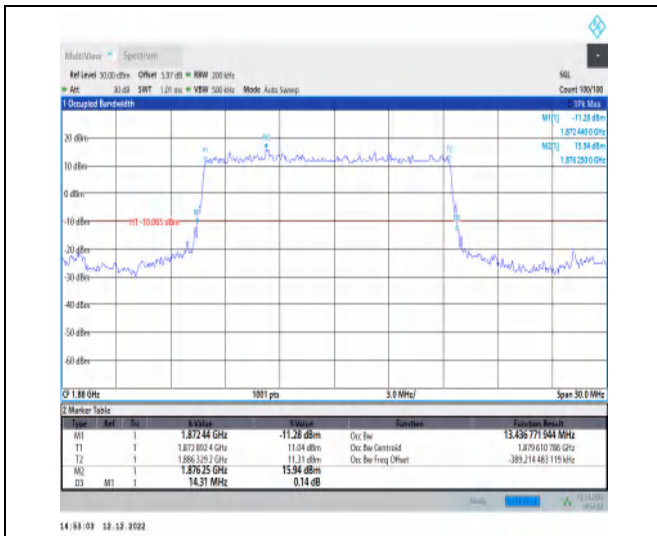 MultiView Spectrum
Ref Level 30.00 dBm Offset 5.97 dB RBW 200 kHz SGL
Att 30 dB SWT 1.01 ms VBW 500 kHz Mode Auto Sweep Count 100/100
1 Occupied Bandwidth 1Pk Max
M1[1] -11.28 dBm
1.872440 0 GHz
M2[1] 15.94 dBm
1.876 250 0 GHz
20 dBm
10 dBm
0 dBm
-10 dBm
H1 -10.065 dBm
-20 dBm
-30 dBm
-40 dBm
-50 dBm
-60 dBm
CF 1.88 GHz 1001 pts 3.0 MHz/ Span 30.0 MHz
2 Marker Table
Type Ref Trc X-Value Y-Value Function Function Result
M1 1 1.87244 GHz -11.28 dBm Occ Bw 13.436 771 944 MHz
T1 1 1.872 892 4 GHz 11.04 dBm Occ Bw Centroid 1.879 610 786 GHz
T2 1 1.886 329 2 GHz 11.31 dBm Occ Bw Freq Offset -389.214 483 119 kHz
M2 1 1.87625 GHz 15.94 dBm
D3 M1 1 14.31 MHz 0.14 dB
Ready
14:53:03 12.12.2022